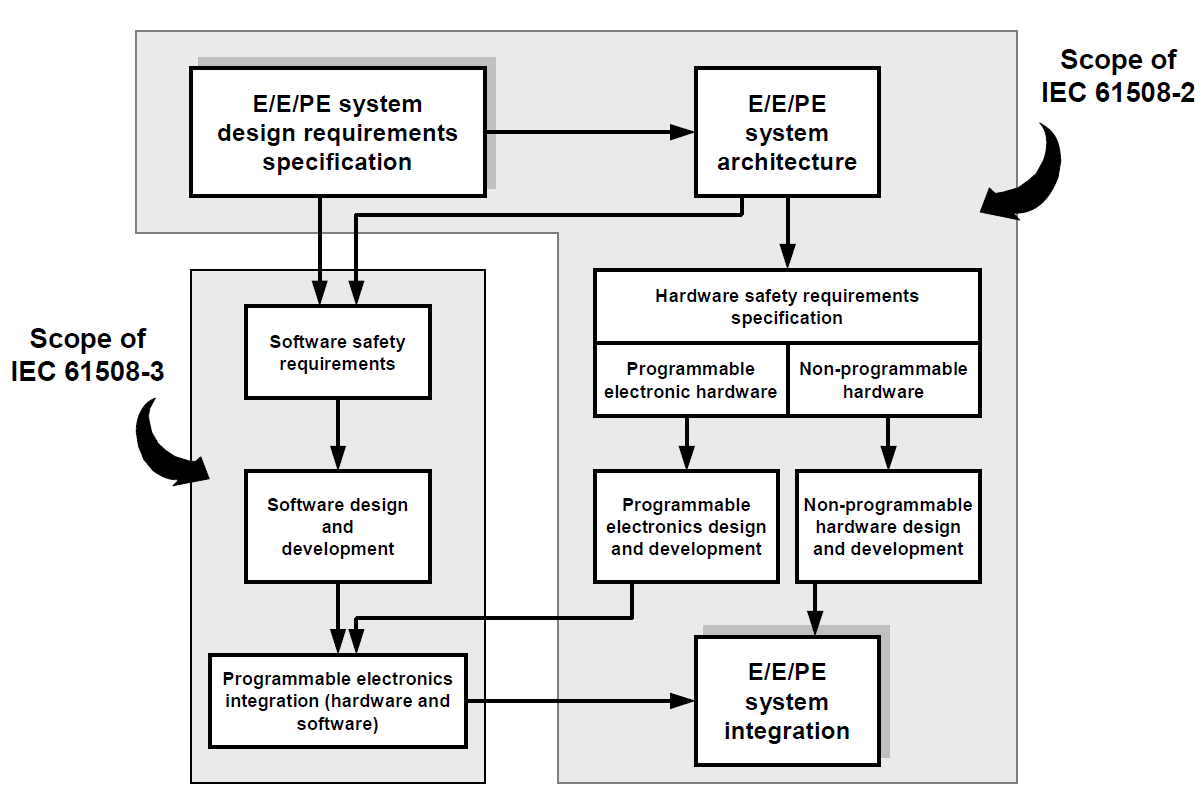 Scope of
IEC 61508-2
E/E/PE system
design requirements
specification
E/E/PE
system
architecture
Hardware safety requirements
specification
Programmable
electronic hardware
Non-programmable
hardware
Scope of
IEC 61508-3
Software safety
requirements
Software design
and
development
Programmable
electronics design
and development
Non-programmable
hardware design
and development
Programmable electronics
integration (hardware and
software)
E/E/PE
system
integration